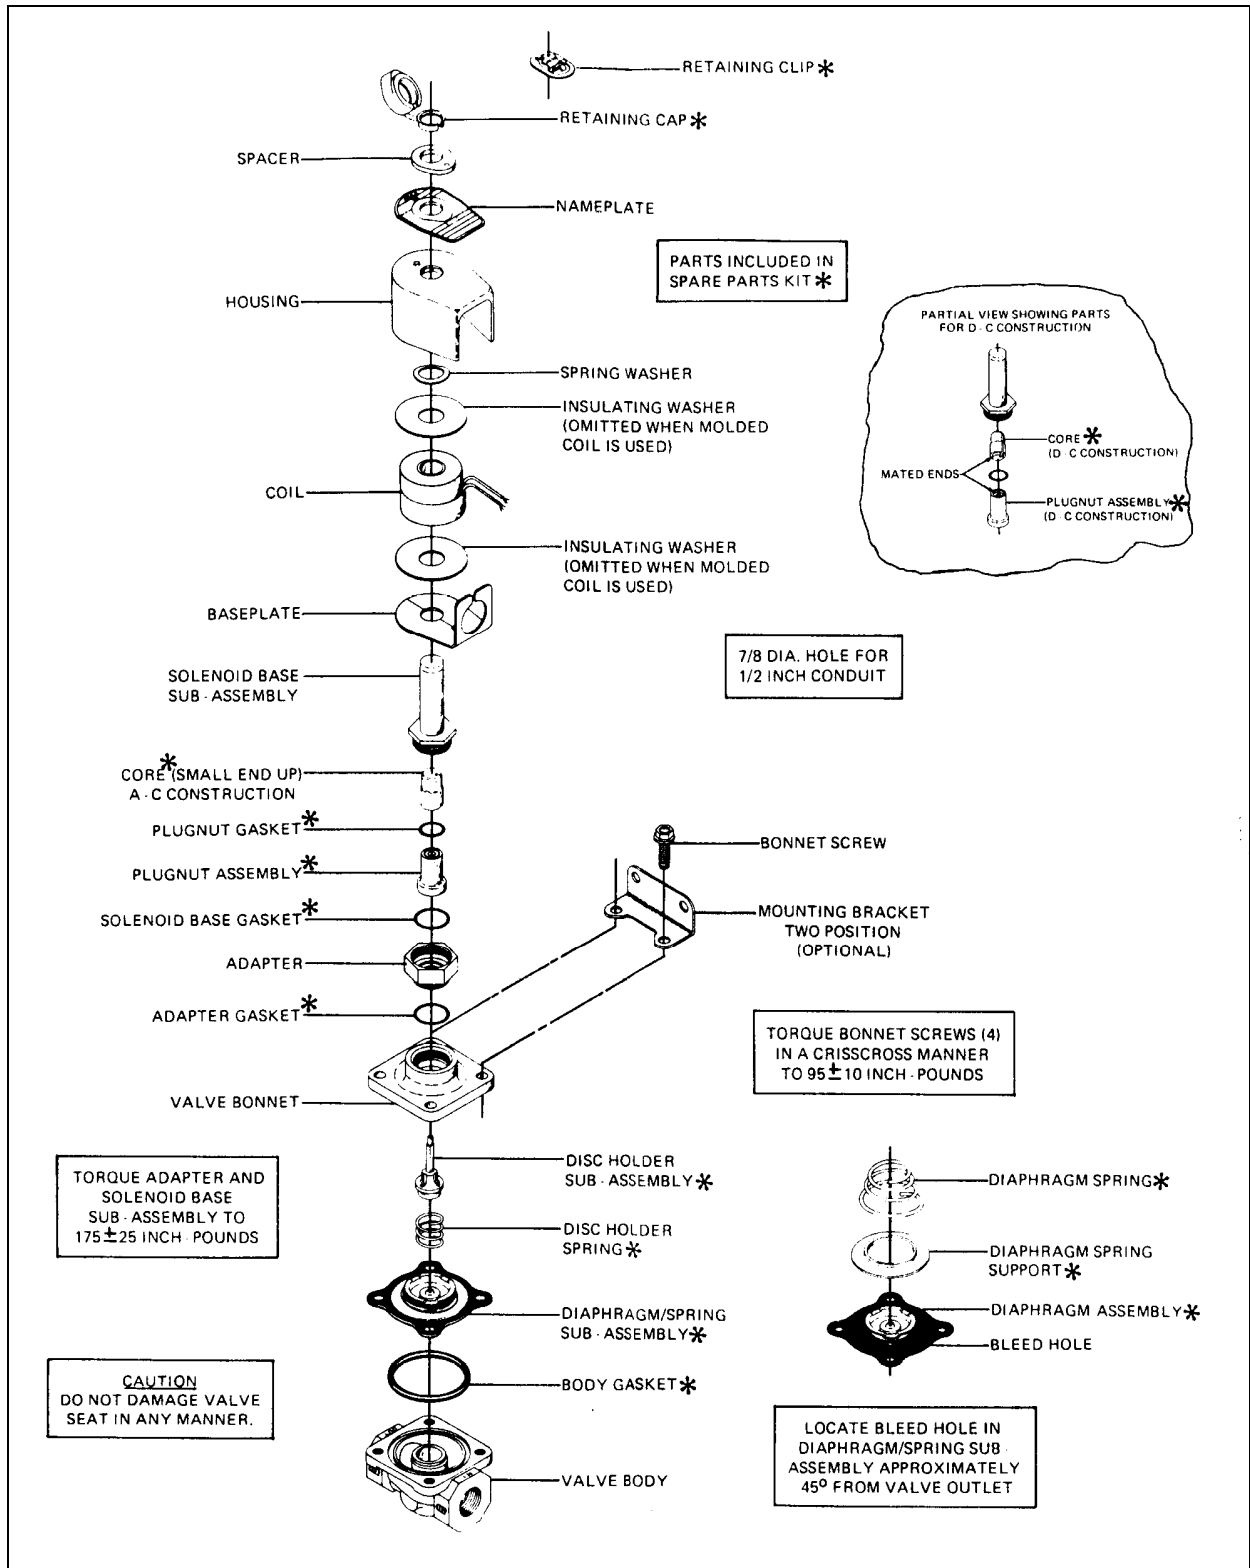 RETAINING CLIP*
RETAINING CAP*
SPACER
NAMEPLATE
PARTS INCLUDED IN
SPARE PARTS KIT*
HOUSING
PARTIAL VIEW SHOWING PARTS
FOR D-C CONSTRUCTION
SPRING WASHER
INSULATING WASHER
(OMITTED WHEN MOLDED
COIL IS USED)
CORE*
(D-C CONSTRUCTION)
MATED ENDS
PLUGNUT ASSEMBLY*
(D-C CONSTRUCTION)
COIL
INSULATING WASHER
(OMITTED WHEN MOLDED
COIL IS USED)
BASEPLATE
7/8 DIA. HOLE FOR
1/2 INCH CONDUIT
SOLENOID BASE
SUB-ASSEMBLY
CORE* (SMALL END UP)
A-C CONSTRUCTION
PLUGNUT GASKET*
BONNET SCREW
PLUGNUT ASSEMBLY*
SOLENOID BASE GASKET*
MOUNTING BRACKET
TWO POSITION
(OPTIONAL)
ADAPTER
ADAPTER GASKET*
TORQUE BONNET SCREWS (4)
IN A CRISSCROSS MANNER
TO 95±10 INCH-POUNDS
VALVE BONNET
TORQUE ADAPTER AND
SOLENOID BASE
SUB-ASSEMBLY TO
175±25 INCH-POUNDS
DISC HOLDER
SUB-ASSEMBLY*
DISC HOLDER
SPRING*
DIAPHRAGM SPRING*
DIAPHRAGM SPRING
SUPPORT*
DIAPHRAGM/SPRING
SUB-ASSEMBLY*
DIAPHRAGM ASSEMBLY*
BLEED HOLE
CAUTION
DO NOT DAMAGE VALVE
SEAT IN ANY MANNER.
BODY GASKET*
VALVE BODY
LOCATE BLEED HOLE IN
DIAPHRAGM/SPRING SUB-
ASSEMBLY APPROXIMATELY
45º FROM VALVE OUTLET